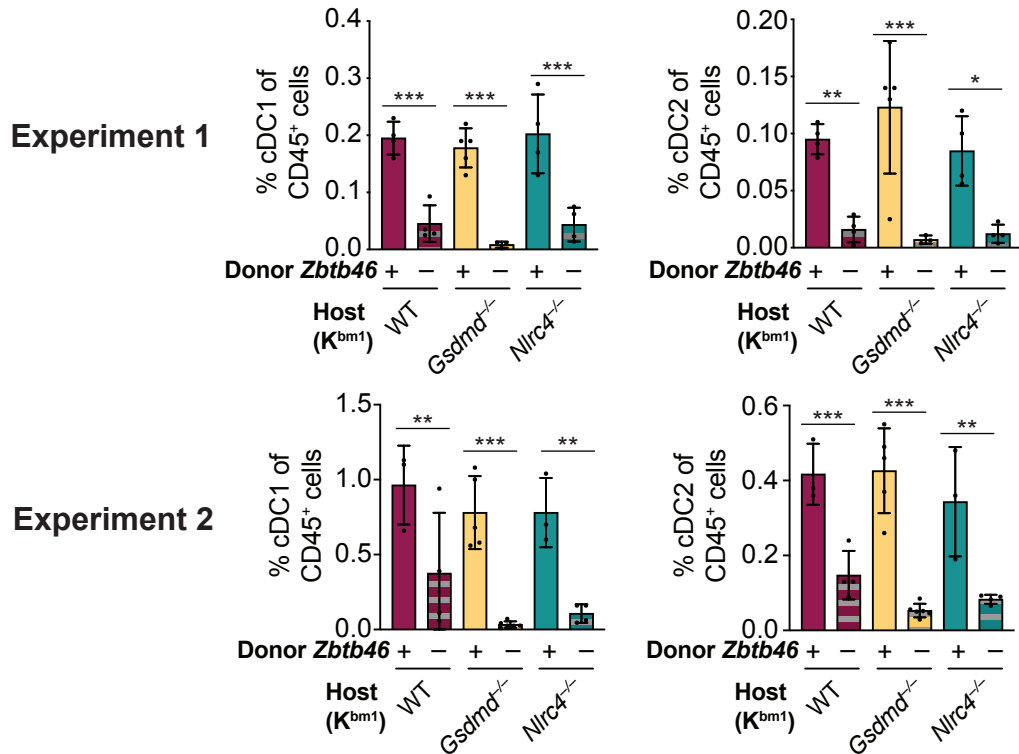 Experiment 1
% cDC1 of
CD45⁺ cells
0.4
0.3
0.2
0.1
0.0
*** *** ***
Donor Zbtb46 + − + − + −
Host
(Kᵇᵐ¹)
WT Gsdmd⁻/⁻ Nlrc4⁻/⁻
% cDC2 of
CD45⁺ cells
0.20
0.15
0.10
0.05
0.00
** *** *
Donor Zbtb46 + − + − + −
Host
(Kᵇᵐ¹)
WT Gsdmd⁻/⁻ Nlrc4⁻/⁻
Experiment 2
% cDC1 of
CD45⁺ cells
1.5
1.0
0.5
0.0
** *** **
Donor Zbtb46 + − + − + −
Host
(Kᵇᵐ¹)
WT Gsdmd⁻/⁻ Nlrc4⁻/⁻
% cDC2 of
CD45⁺ cells
0.6
0.4
0.2
0.0
*** *** **
Donor Zbtb46 + − + − + −
Host
(Kᵇᵐ¹)
WT Gsdmd⁻/⁻ Nlrc4⁻/⁻